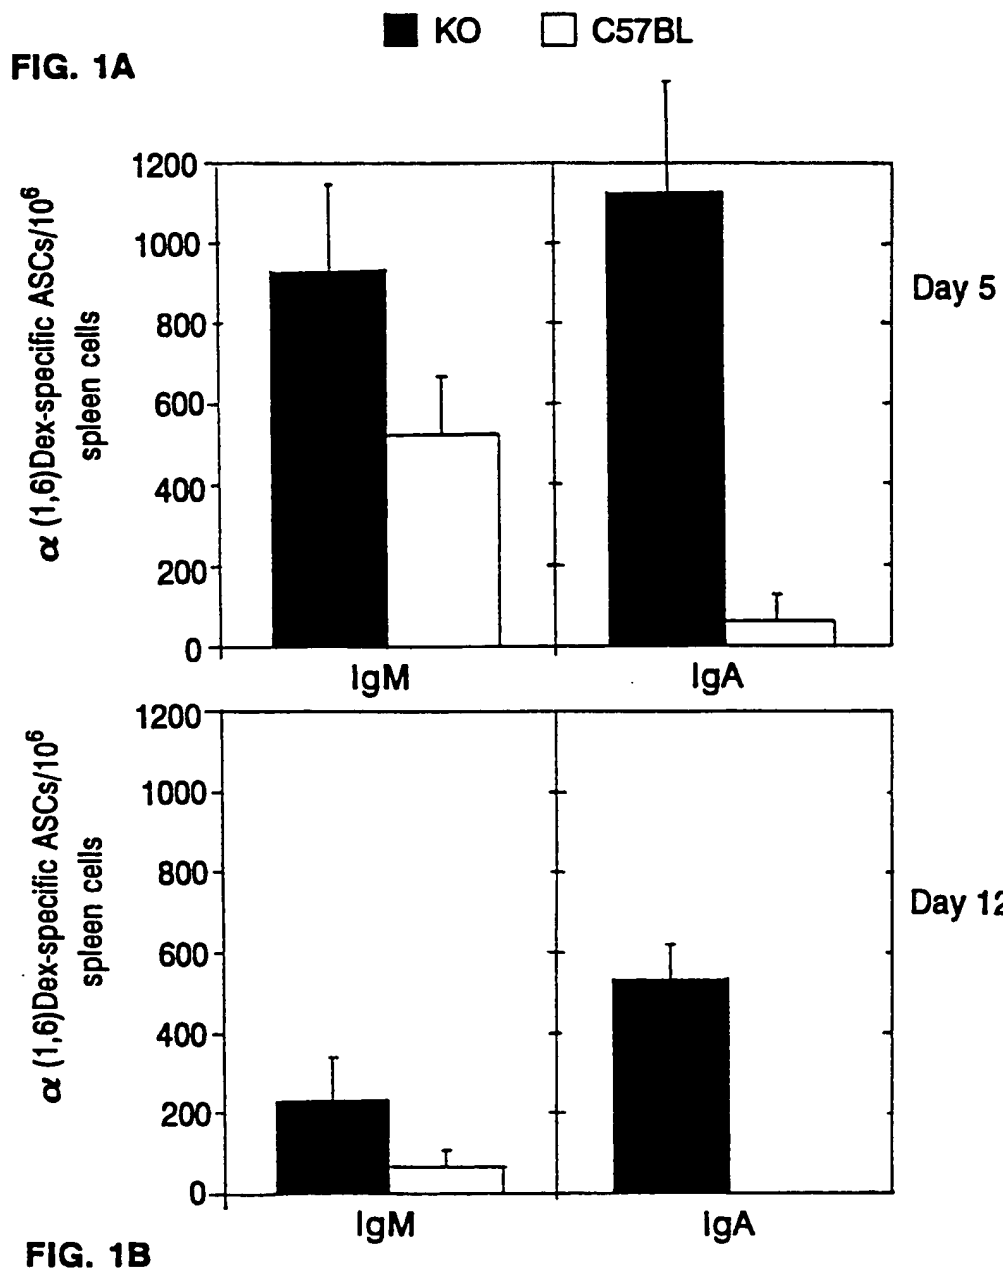 KO C57BL
FIG. 1A
α (1,6)Dex-specific ASCs/10⁶
spleen cells
1200
1000
800
600
400
200
0
IgM IgA
Day 5
α (1,6)Dex-specific ASCs/10⁶
spleen cells
1200
1000
800
600
400
200
0
IgM IgA
Day 12
FIG. 1B